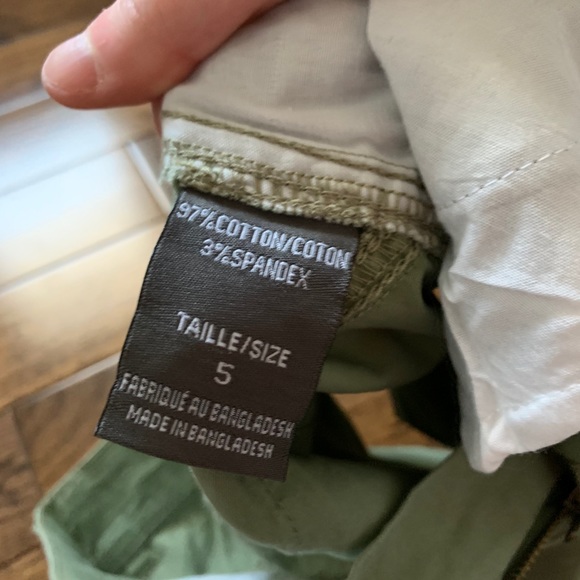 97%COTTON/COTON
3%SPANDEX
TAILLE/SIZE
5
FABRIQUÉ AU BANGLADESH
MADE IN BANGLADESH